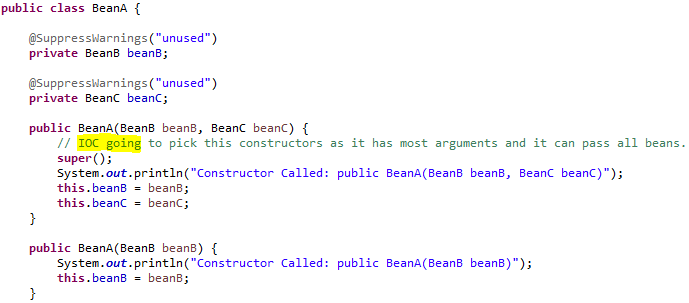 public class BeanA {
@SuppressWarnings("unused")
private BeanB beanB;
@SuppressWarnings("unused")
private BeanC beanC;
public BeanA(BeanB beanB, BeanC beanC) {
// IOC going to pick this constructors as it has most arguments and it can pass all beans.
super();
System.out.println("Constructor Called: public BeanA(BeanB beanB, BeanC beanC)");
this.beanB = beanB;
this.beanC = beanC;
}
public BeanA(BeanB beanB) {
System.out.println("Constructor Called: public BeanA(BeanB beanB)");
this.beanB = beanB;
}